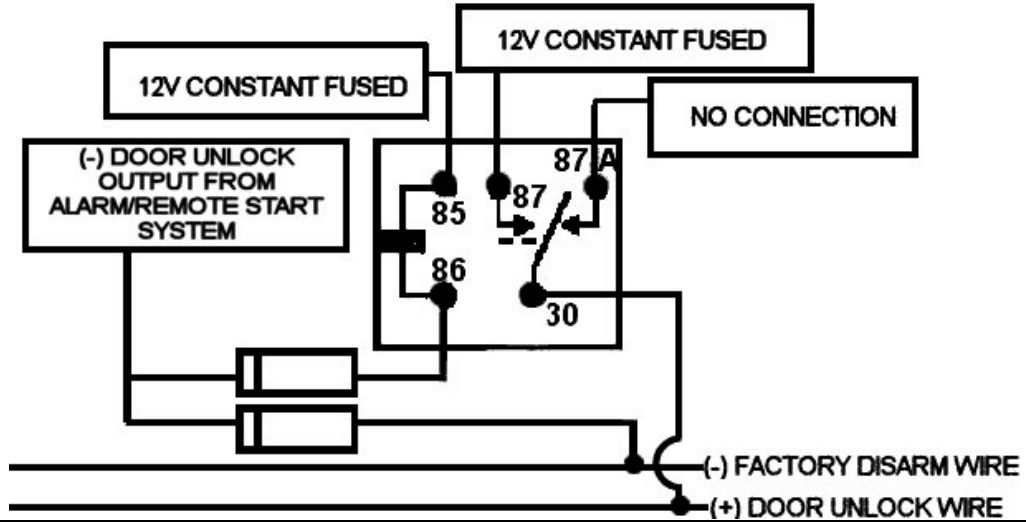 12V CONSTANT FUSED
12V CONSTANT FUSED
NO CONNECTION
(-) DOOR UNLOCK
OUTPUT FROM
ALARM/REMOTE START
SYSTEM
87 A
87
85
86
30
(-) FACTORY DISARM WIRE
(+) DOOR UNLOCK WIRE